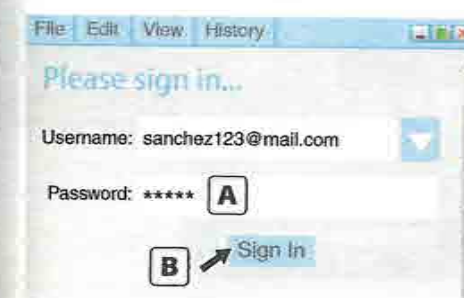 File Edit View History
Please sign in...
Username: sanchez123@mail.com
Password: ***** A
B Sign In